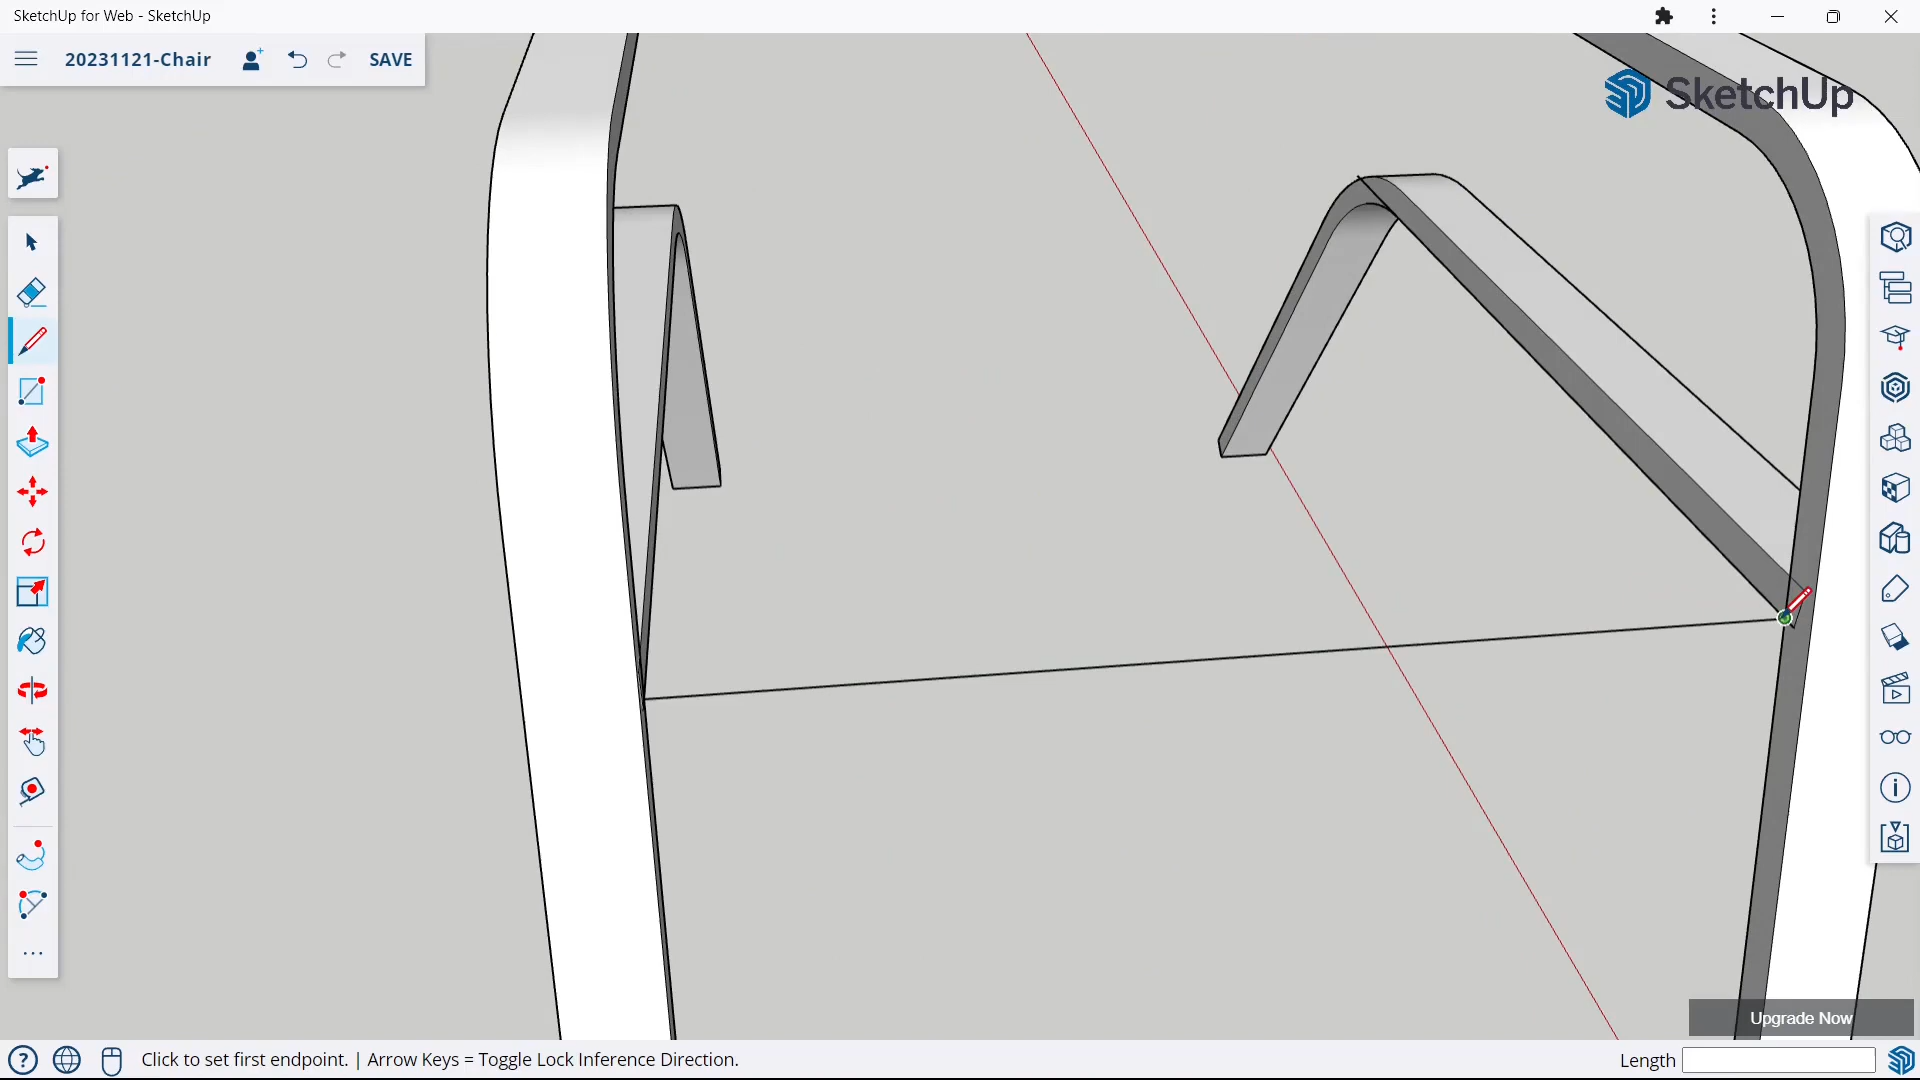 SketchUp for Web - SketchUp
20231121-Chair
SAVE
SketchUp
Upgrade Now
Click to set first endpoint. | Arrow Keys = Toggle Lock Inference Direction.
Length